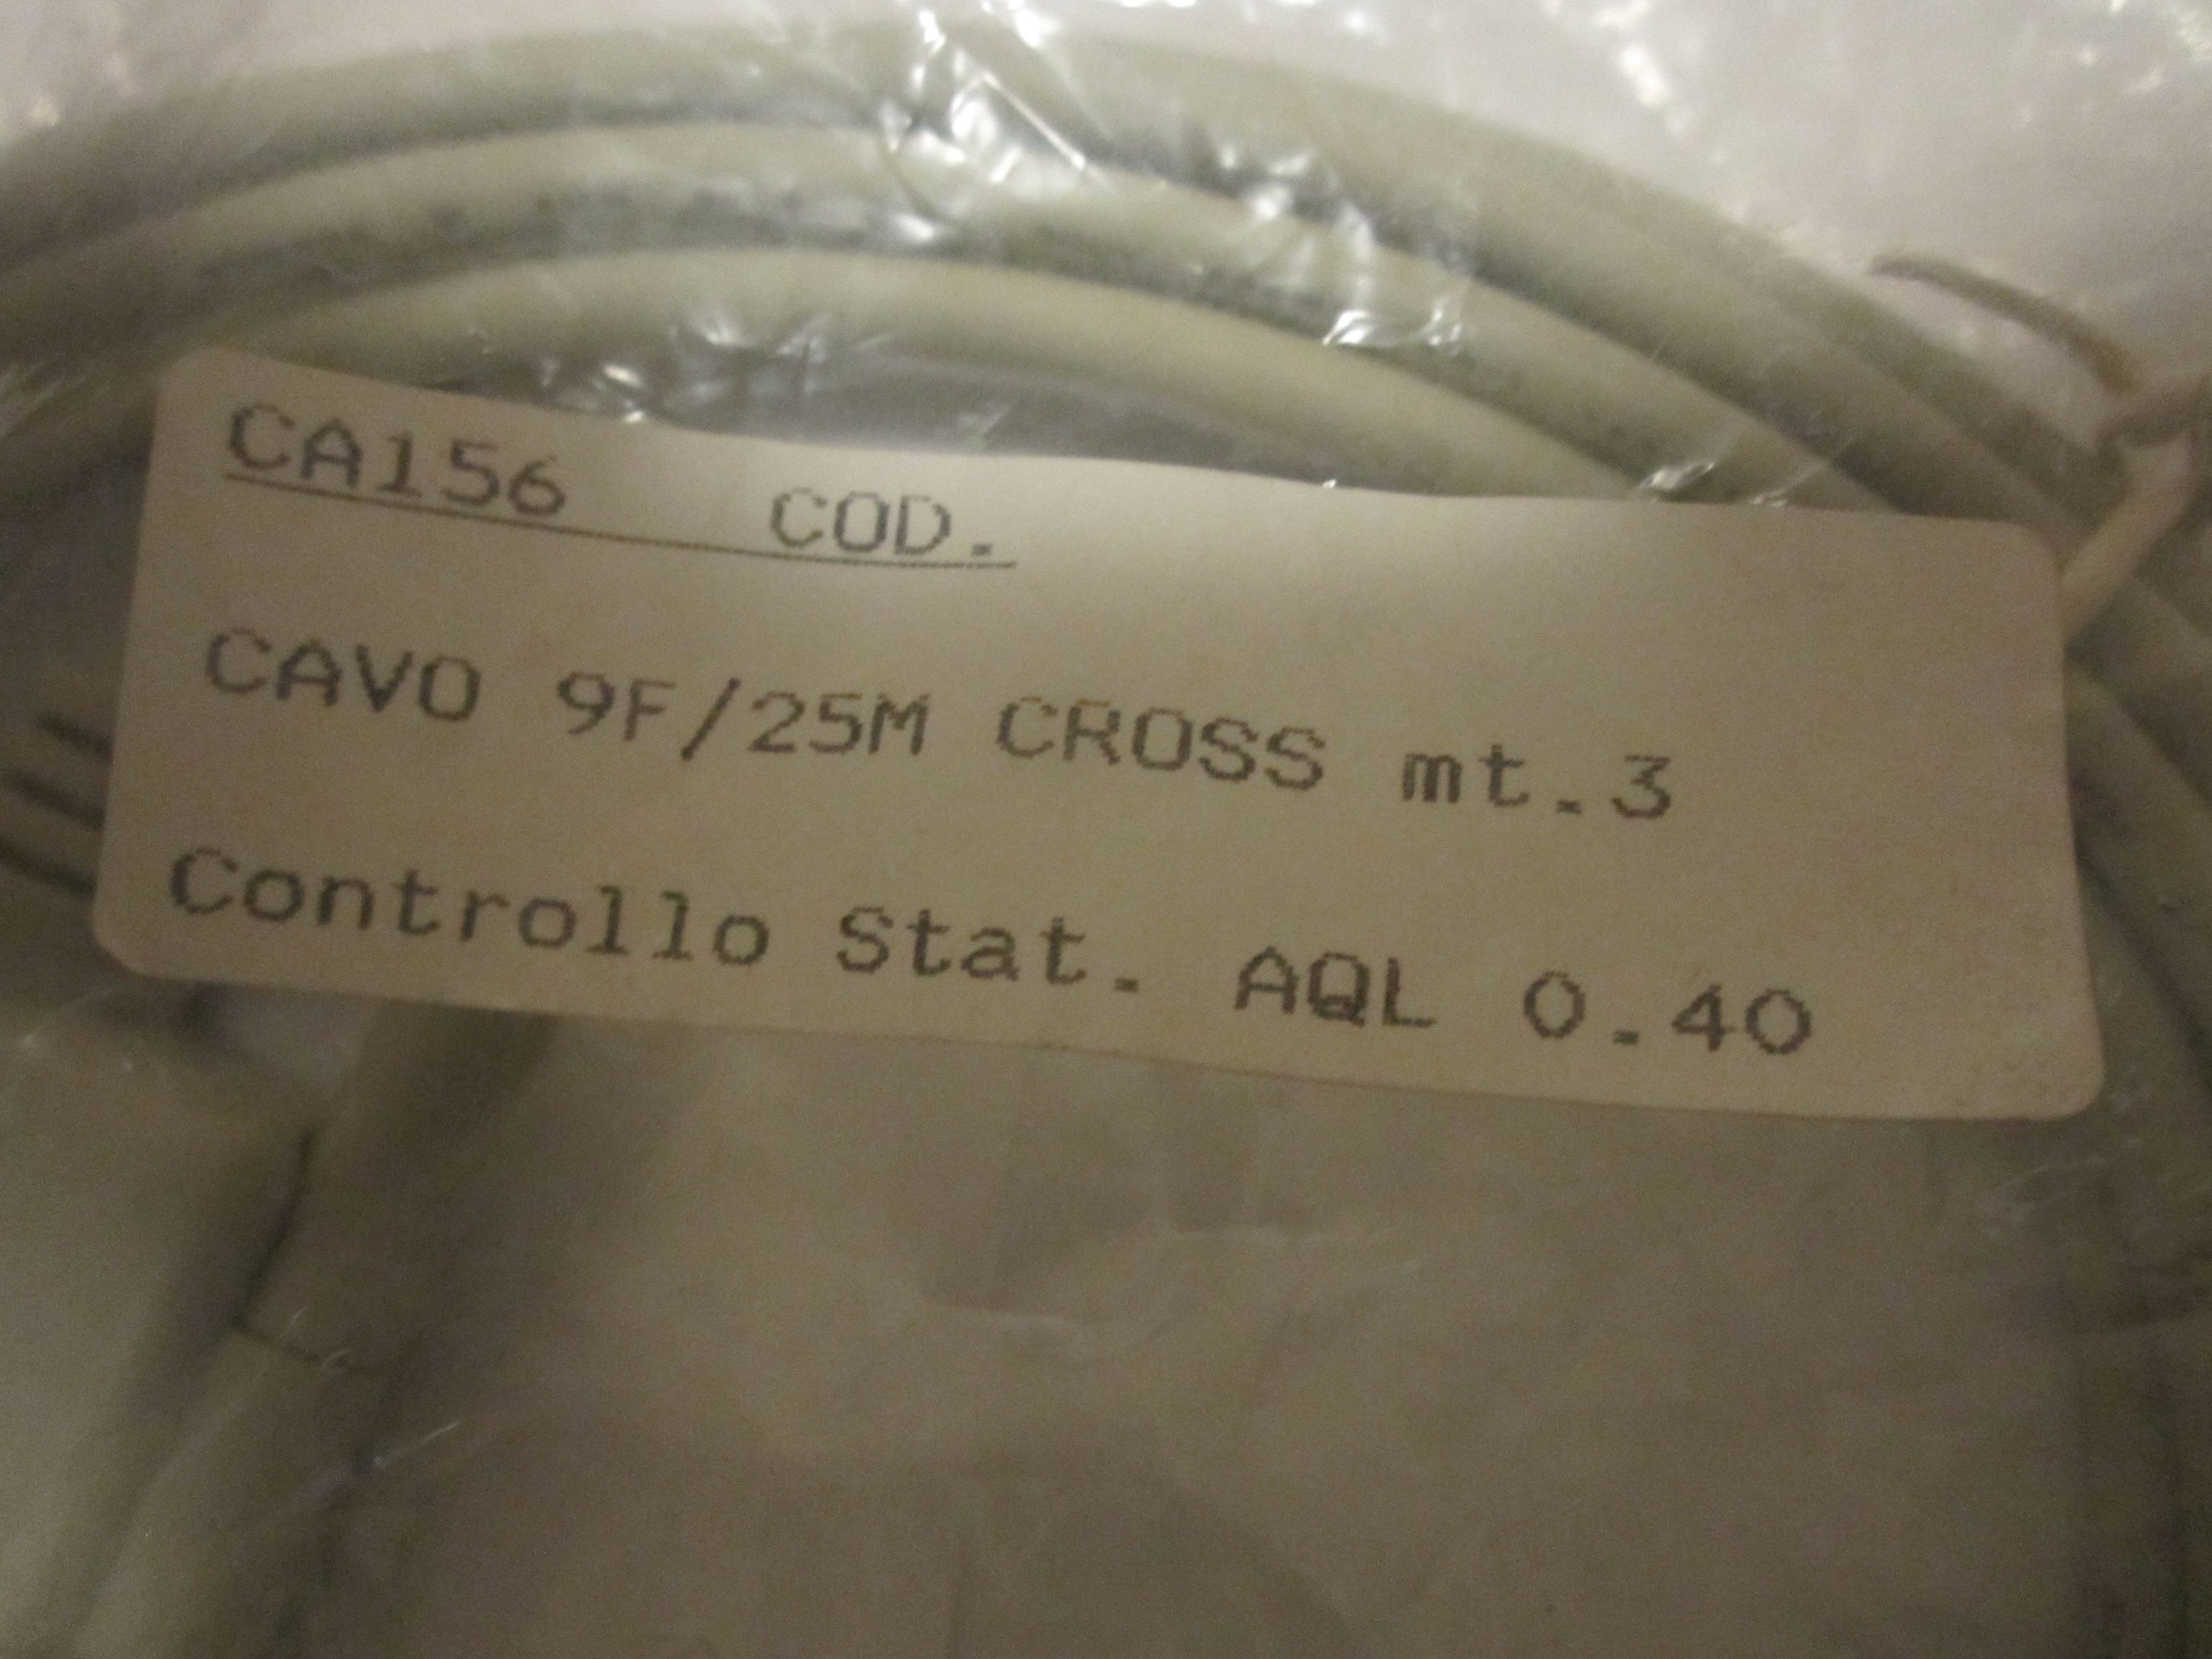 CA156 COD.
CAVO 9F/25M CROSS mt.3
Controllo Stat. AQL 0.40